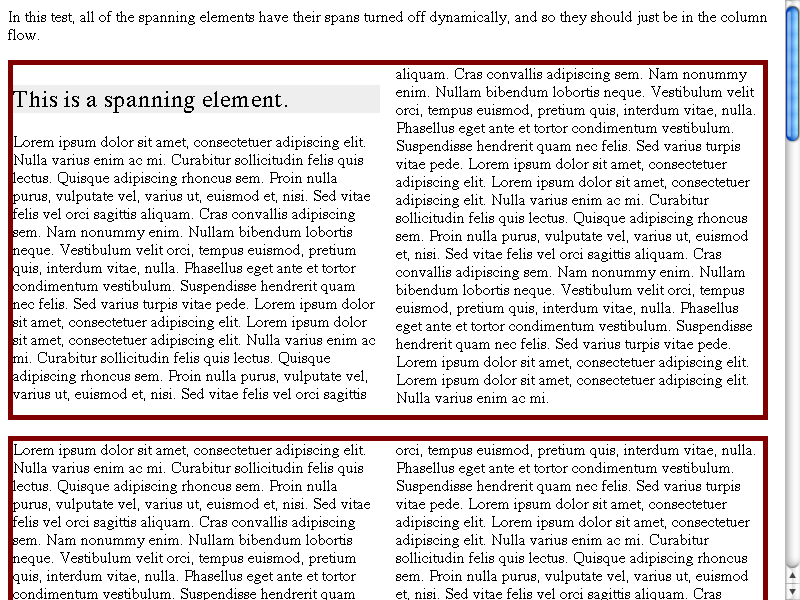 In this test, all of the spanning elements have their spans turned off dynamically, and so they should just be in the column
flow.
This is a spanning element.
Lorem ipsum dolor sit amet, consectetuer adipiscing elit.
Nulla varius enim ac mi. Curabitur sollicitudin felis quis
lectus. Quisque adipiscing rhoncus sem. Proin nulla
purus, vulputate vel, varius ut, euismod et, nisi. Sed vitae
felis vel orci sagittis aliquam. Cras convallis adipiscing
sem. Nam nonummy enim. Nullam bibendum lobortis
neque. Vestibulum velit orci, tempus euismod, pretium
quis, interdum vitae, nulla. Phasellus eget ante et tortor
condimentum vestibulum. Suspendisse hendrerit quam
nec felis. Sed varius turpis vitae pede. Lorem ipsum dolor
sit amet, consectetuer adipiscing elit. Lorem ipsum dolor
sit amet, consectetuer adipiscing elit. Nulla varius enim ac
mi. Curabitur sollicitudin felis quis lectus. Quisque
adipiscing rhoncus sem. Proin nulla purus, vulputate vel,
varius ut, euismod et, nisi. Sed vitae felis vel orci sagittis
aliquam. Cras convallis adipiscing sem. Nam nonummy
enim. Nullam bibendum lobortis neque. Vestibulum velit
orci, tempus euismod, pretium quis, interdum vitae, nulla.
Phasellus eget ante et tortor condimentum vestibulum.
Suspendisse hendrerit quam nec felis. Sed varius turpis
vitae pede. Lorem ipsum dolor sit amet, consectetuer
adipiscing elit. Lorem ipsum dolor sit amet, consectetuer
adipiscing elit. Nulla varius enim ac mi. Curabitur
sollicitudin felis quis lectus. Quisque adipiscing rhoncus
sem. Proin nulla purus, vulputate vel, varius ut, euismod
et, nisi. Sed vitae felis vel orci sagittis aliquam. Cras
convallis adipiscing sem. Nam nonummy enim. Nullam
bibendum lobortis neque. Vestibulum velit orci, tempus
euismod, pretium quis, interdum vitae, nulla. Phasellus
eget ante et tortor condimentum vestibulum. Suspendisse
hendrerit quam nec felis. Sed varius turpis vitae pede.
Lorem ipsum dolor sit amet, consectetuer adipiscing elit.
Lorem ipsum dolor sit amet, consectetuer adipiscing elit.
Nulla varius enim ac mi.
Lorem ipsum dolor sit amet, consectetuer adipiscing elit.
Nulla varius enim ac mi. Curabitur sollicitudin felis quis
lectus. Quisque adipiscing rhoncus sem. Proin nulla
purus, vulputate vel, varius ut, euismod et, nisi. Sed vitae
felis vel orci sagittis aliquam. Cras convallis adipiscing
sem. Nam nonummy enim. Nullam bibendum lobortis
neque. Vestibulum velit orci, tempus euismod, pretium
quis, interdum vitae, nulla. Phasellus eget ante et tortor
condimentum vestibulum. Suspendisse hendrerit quam
orci, tempus euismod, pretium quis, interdum vitae, nulla.
Phasellus eget ante et tortor condimentum vestibulum.
Suspendisse hendrerit quam nec felis. Sed varius turpis
vitae pede. Lorem ipsum dolor sit amet, consectetuer
adipiscing elit. Lorem ipsum dolor sit amet, consectetuer
adipiscing elit. Nulla varius enim ac mi. Curabitur
sollicitudin felis quis lectus. Quisque adipiscing rhoncus
sem. Proin nulla purus, vulputate vel, varius ut, euismod
et, nisi. Sed vitae felis vel orci sagittis aliquam. Cras